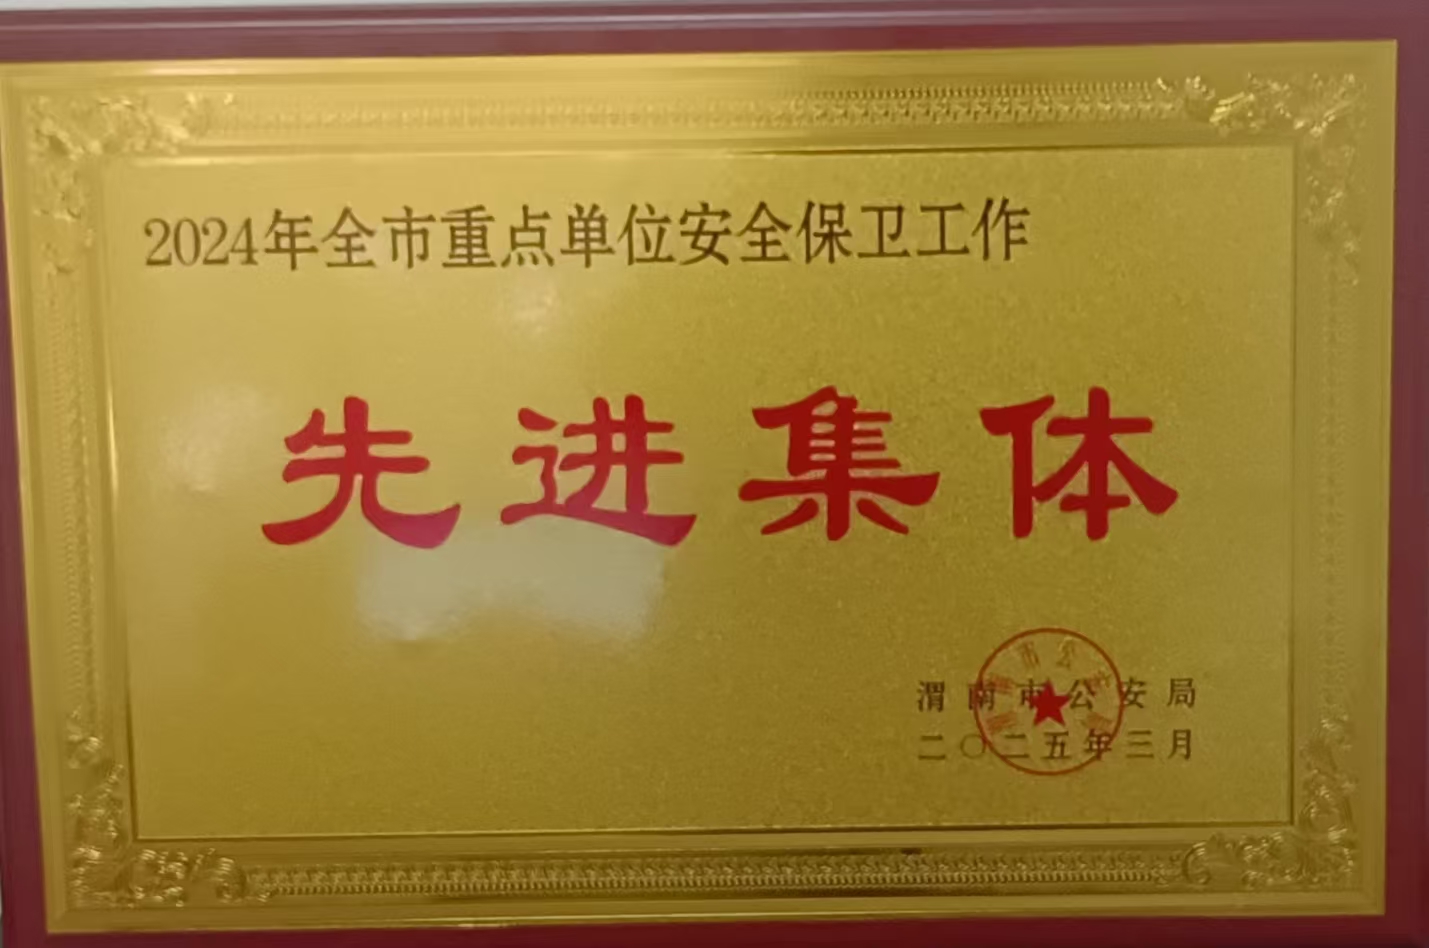 2024年全市重点单位安全保卫工作
先进集体
渭南市公安局
二〇二五年三月